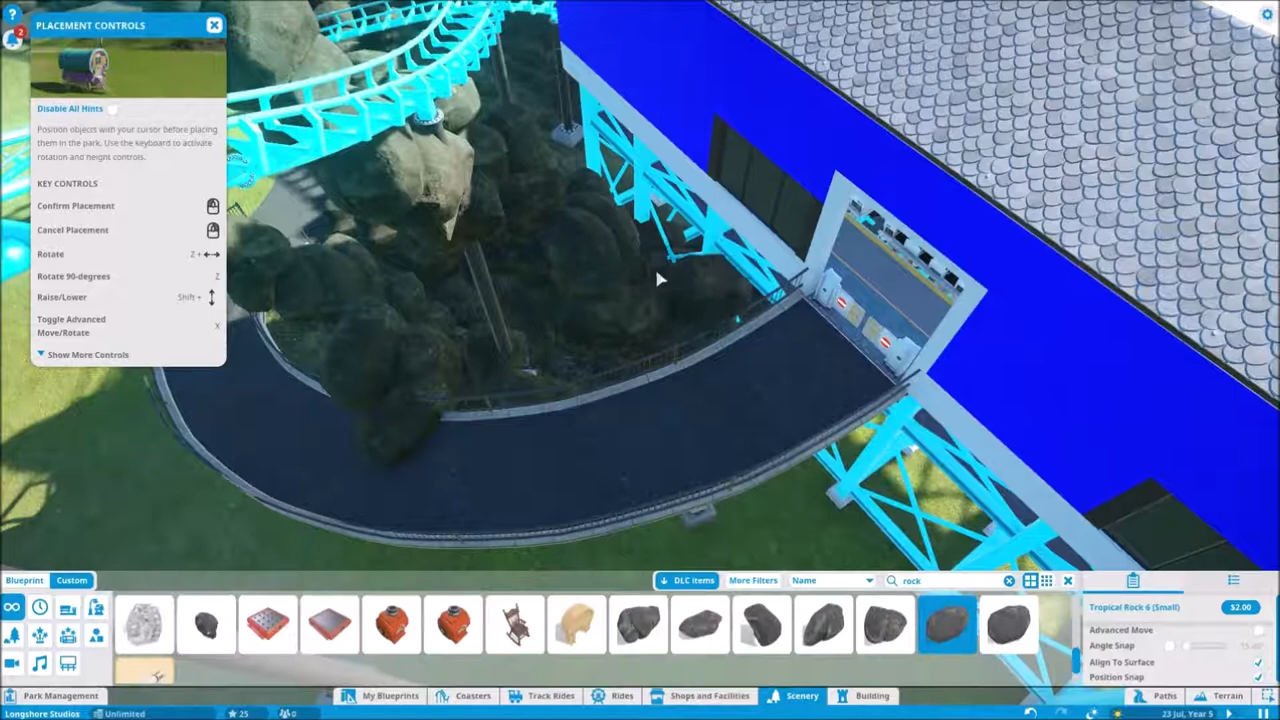 ?
2
PLACEMENT CONTROLS
Disable All Hints
Position objects with your cursor before placing
them in the park. Use the keyboard to activate
rotation and height controls.
KEY CONTROLS
Confirm Placement
Cancel Placement
Rotate Z +
Rotate 90-degrees Z
Raise/Lower Shift +
Toggle Advanced
Move/Rotate X
Show More Controls
Blueprint Custom
DLC items More Filters Name rock
Tropical Rock 6 (Small) $2.00
Advanced Move
Angle Snap
Align To Surface
Position Snap
Park Management My Blueprints Coasters Track Rides Rides Shops and Facilities Scenery Building Paths Terrain
Longshore Studios Unlimited 25 0 23 Jul, Year 5